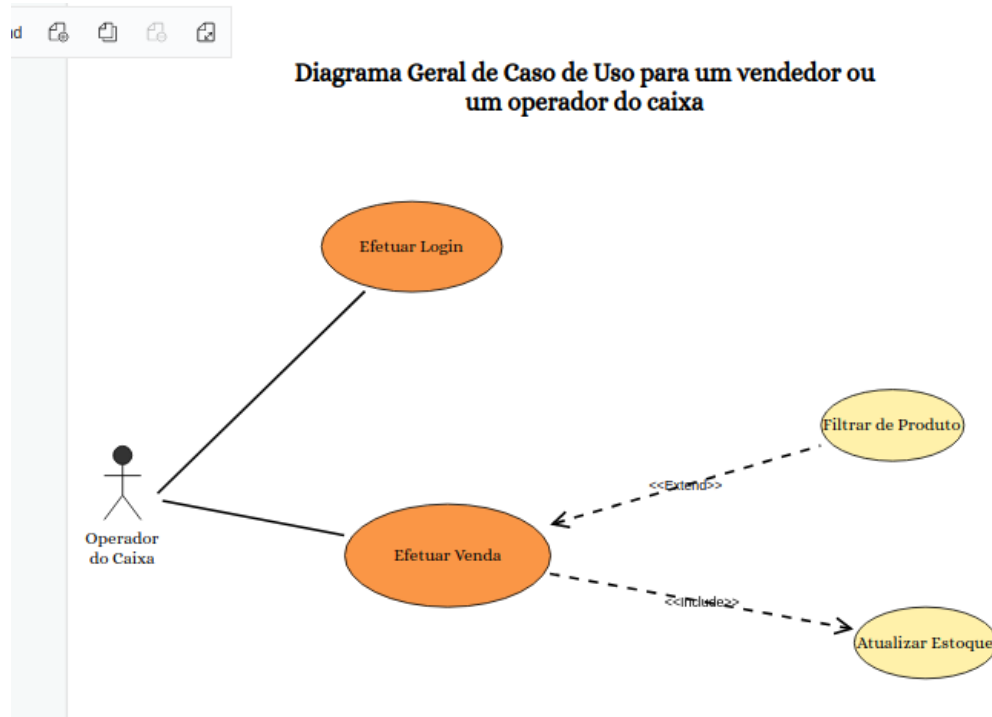 Diagrama Geral de Caso de Uso para um vendedor ou
um operador do caixa
Efetuar Login
Filtrar de Produto
<<Extend>>
Operador
do Caixa
Efetuar Venda
<<Include>>
Atualizar Estoque